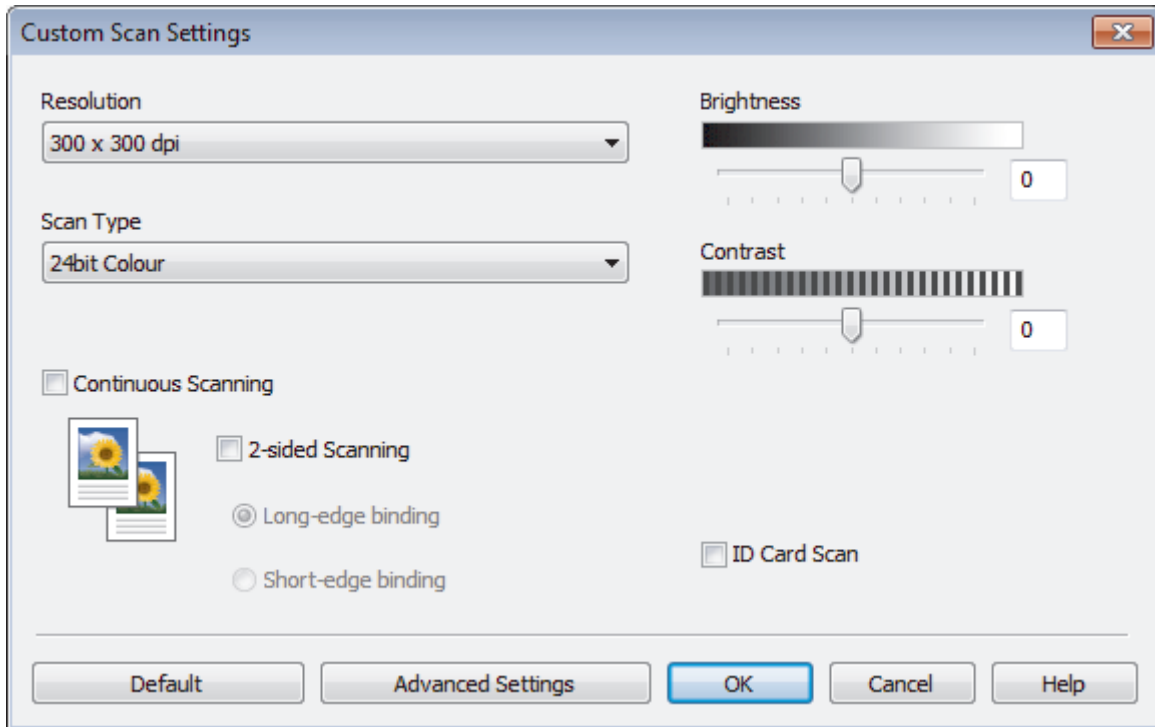 Custom Scan Settings
Resolution
300 x 300 dpi
Scan Type
24bit Colour
Brightness
0
Contrast
0
Continuous Scanning
2-sided Scanning
Long-edge binding
Short-edge binding
ID Card Scan
Default
Advanced Settings
OK
Cancel
Help